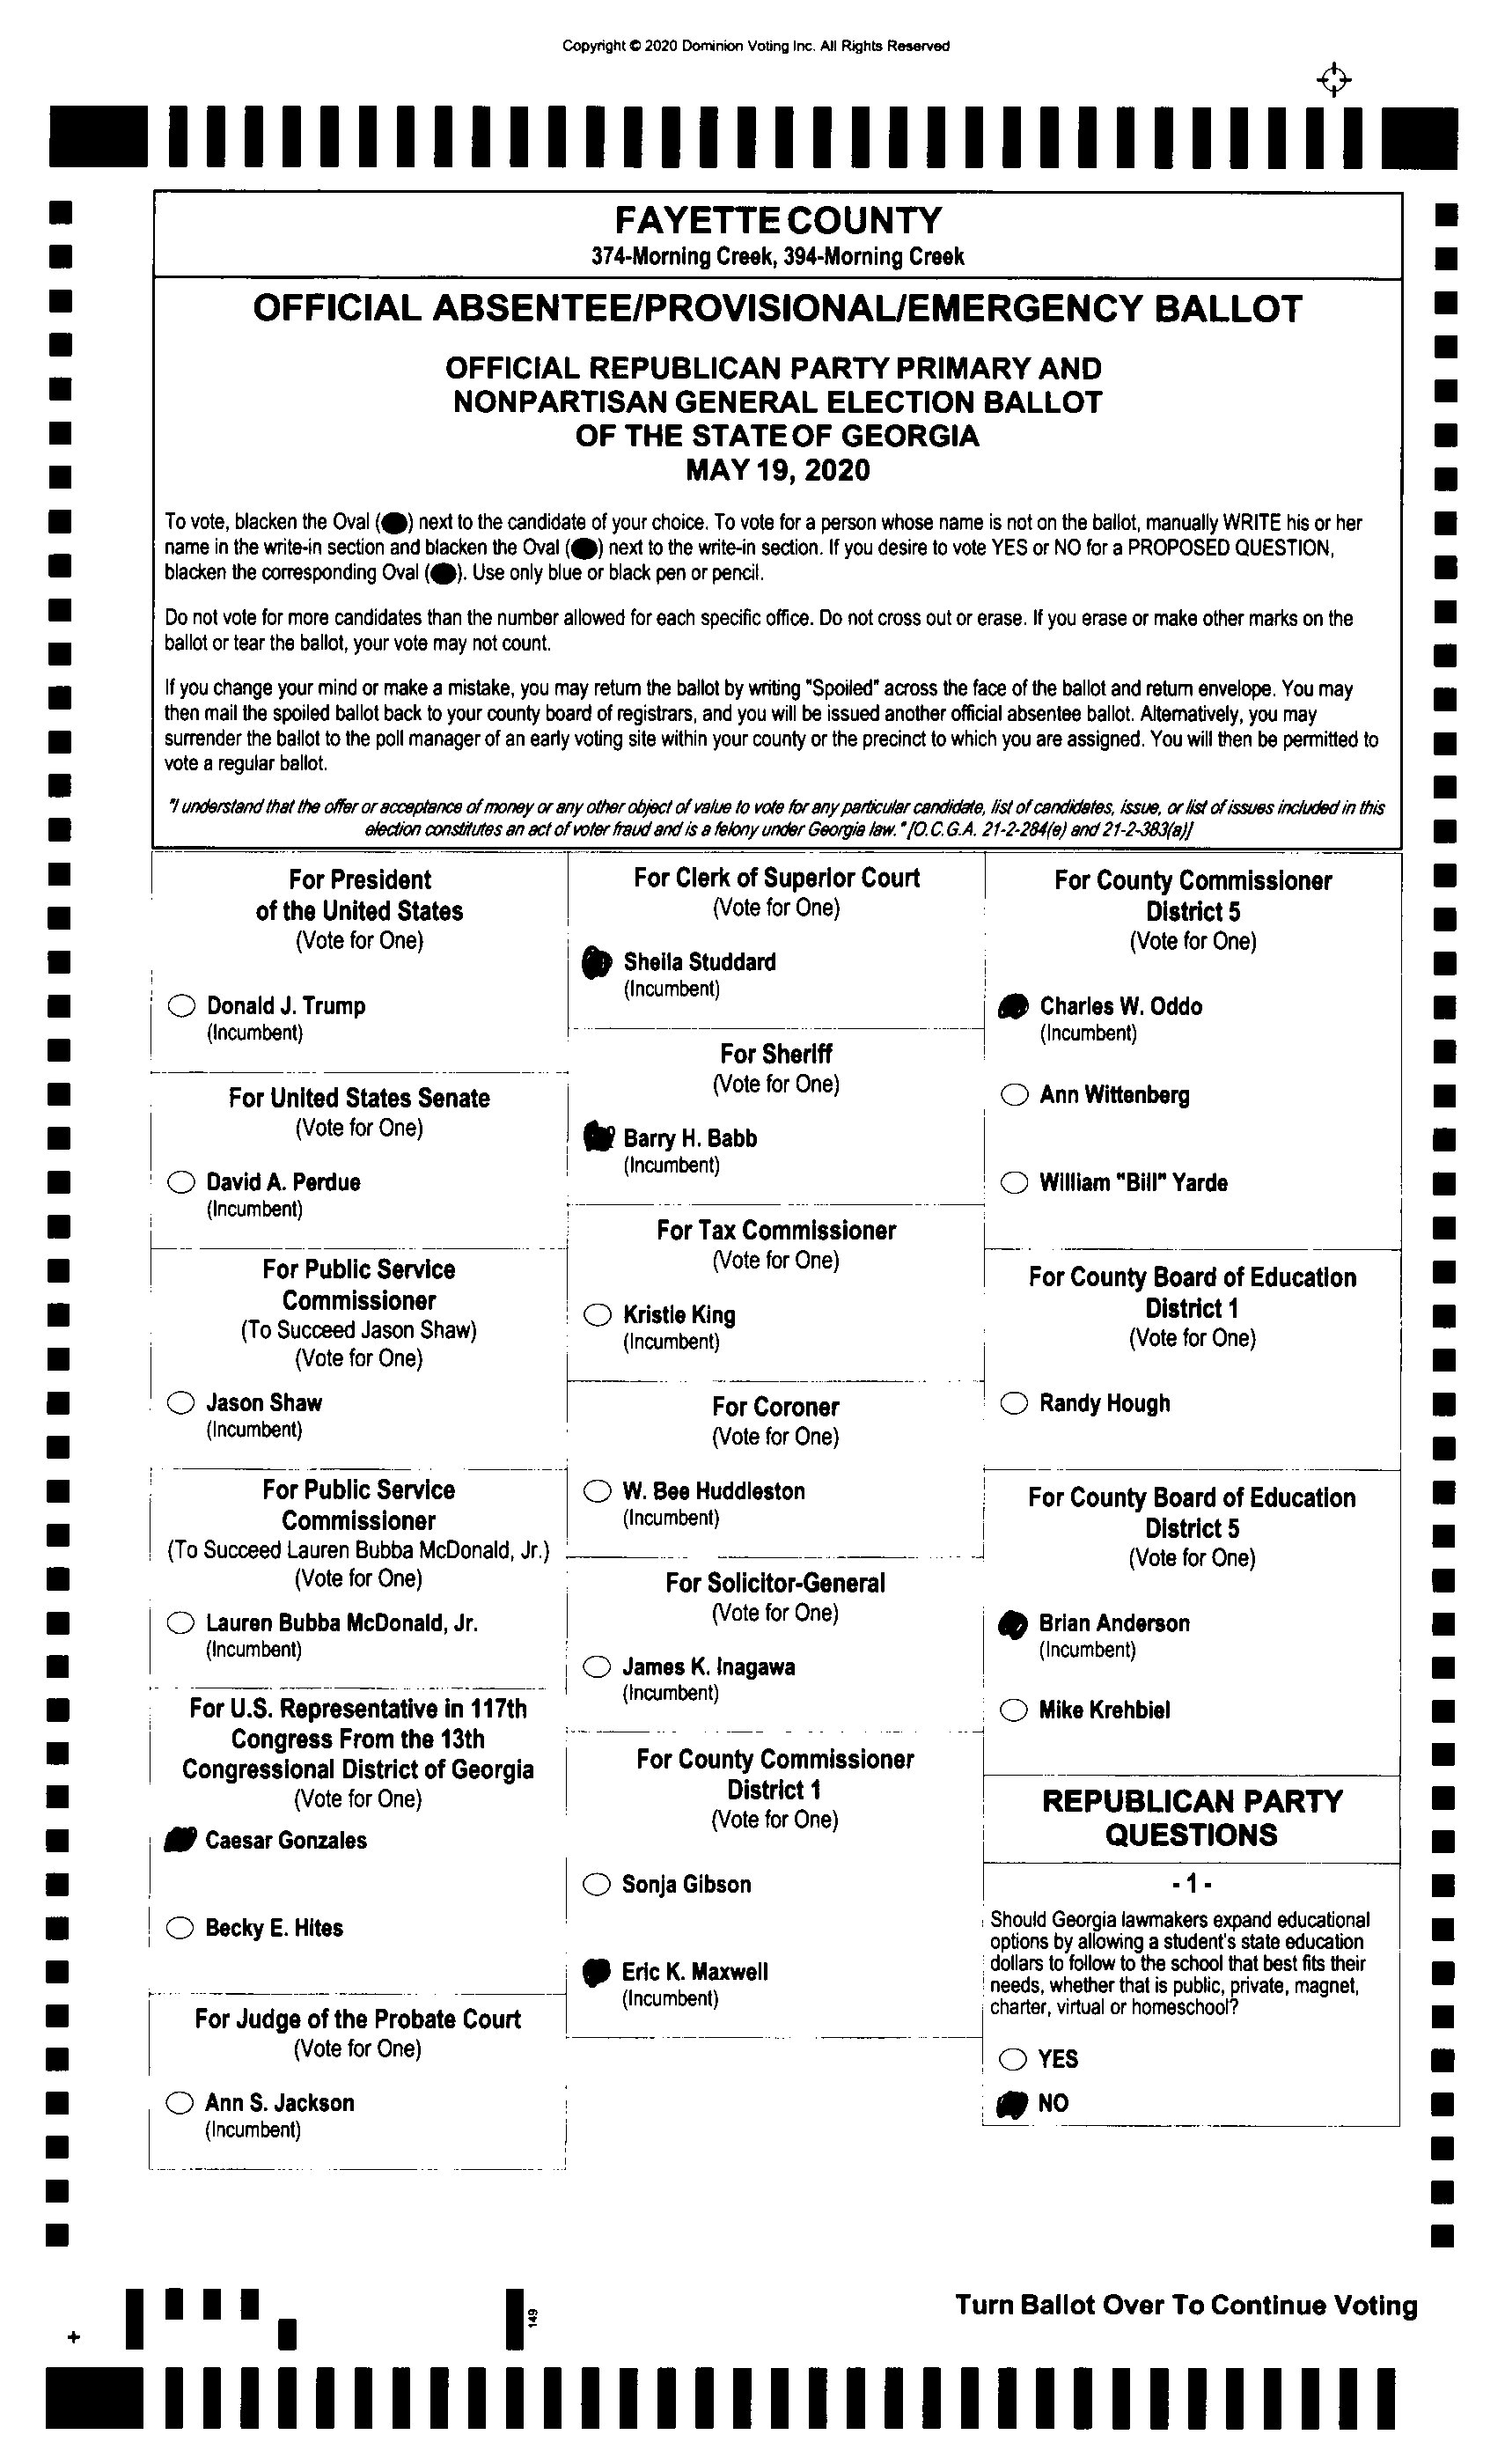 Copyright © 2020 Dominion Voting Inc. All Rights Reserved
FAYETTE COUNTY
374-Morning Creek, 394-Morning Creek
OFFICIAL ABSENTEE/PROVISIONAL/EMERGENCY BALLOT
OFFICIAL REPUBLICAN PARTY PRIMARY AND
NONPARTISAN GENERAL ELECTION BALLOT
OF THE STATE OF GEORGIA
MAY 19, 2020
To vote, blacken the Oval (●) next to the candidate of your choice. To vote for a person whose name is not on the ballot, manually WRITE his or her
name in the write-in section and blacken the Oval (●) next to the write-in section. If you desire to vote YES or NO for a PROPOSED QUESTION,
blacken the corresponding Oval (●). Use only blue or black pen or pencil.
Do not vote for more candidates than the number allowed for each specific office. Do not cross out or erase. If you erase or make other marks on the
ballot or tear the ballot, your vote may not count.
If you change your mind or make a mistake, you may return the ballot by writing "Spoiled" across the face of the ballot and return envelope. You may
then mail the spoiled ballot back to your county board of registrars, and you will be issued another official absentee ballot. Alternatively, you may
surrender the ballot to the poll manager of an early voting site within your county or the precinct to which you are assigned. You will then be permitted to
vote a regular ballot.
"I understand that the offer or acceptance of money or any other object of value to vote for any particular candidate, list of candidates, issue, or list of issues included in this
election constitutes an act of voter fraud and is a felony under Georgia law." [O.C.G.A. 21-2-284(e) and 21-2-383(a)]
For President
of the United States
(Vote for One)
Donald J. Trump
(Incumbent)
For United States Senate
(Vote for One)
David A. Perdue
(Incumbent)
For Public Service
Commissioner
(To Succeed Jason Shaw)
(Vote for One)
Jason Shaw
(Incumbent)
For Public Service
Commissioner
(To Succeed Lauren Bubba McDonald, Jr.)
(Vote for One)
Lauren Bubba McDonald, Jr.
(Incumbent)
For U.S. Representative in 117th
Congress From the 13th
Congressional District of Georgia
(Vote for One)
Caesar Gonzales
Becky E. Hites
For Judge of the Probate Court
(Vote for One)
Ann S. Jackson
(Incumbent)
For Clerk of Superior Court
(Vote for One)
Sheila Studdard
(Incumbent)
For Sheriff
(Vote for One)
Barry H. Babb
(Incumbent)
For Tax Commissioner
(Vote for One)
Kristie King
(Incumbent)
For Coroner
(Vote for One)
W. Bee Huddleston
(Incumbent)
For Solicitor-General
(Vote for One)
James K. Inagawa
(Incumbent)
For County Commissioner
District 1
(Vote for One)
Sonja Gibson
Eric K. Maxwell
(Incumbent)
For County Commissioner
District 5
(Vote for One)
Charles W. Oddo
(Incumbent)
Ann Wittenberg
William "Bill" Yarde
For County Board of Education
District 1
(Vote for One)
Randy Hough
For County Board of Education
District 5
(Vote for One)
Brian Anderson
(Incumbent)
Mike Krehbiel
REPUBLICAN PARTY
QUESTIONS
- 1 -
Should Georgia lawmakers expand educational
options by allowing a student's state education
dollars to follow to the school that best fits their
needs, whether that is public, private, magnet,
charter, virtual or homeschool?
YES
NO
Turn Ballot Over To Continue Voting
149
+